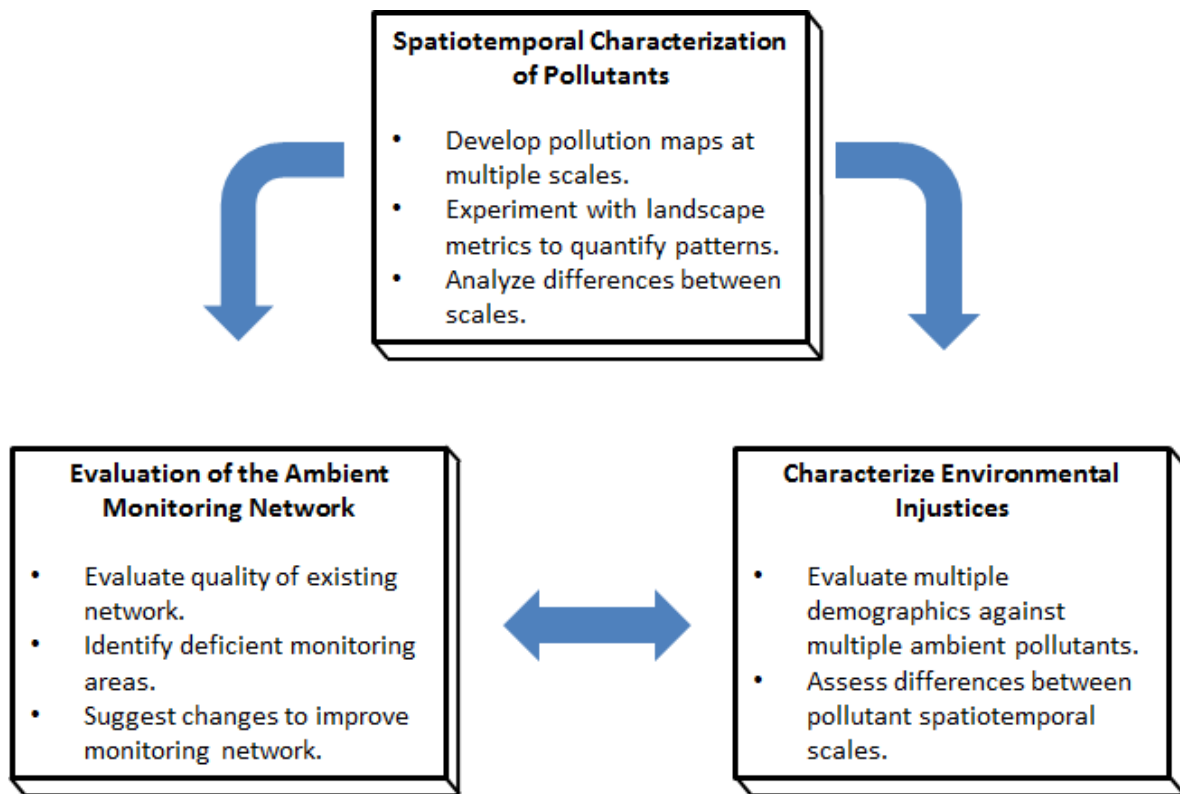 Spatiotemporal Characterization
of Pollutants
• Develop pollution maps at
multiple scales.
• Experiment with landscape
metrics to quantify patterns.
• Analyze differences between
scales.
Evaluation of the Ambient
Monitoring Network
• Evaluate quality of existing
network.
• Identify deficient monitoring
areas.
• Suggest changes to improve
monitoring network.
Characterize Environmental
Injustices
• Evaluate multiple
demographics against
multiple ambient pollutants.
• Assess differences between
pollutant spatiotemporal
scales.